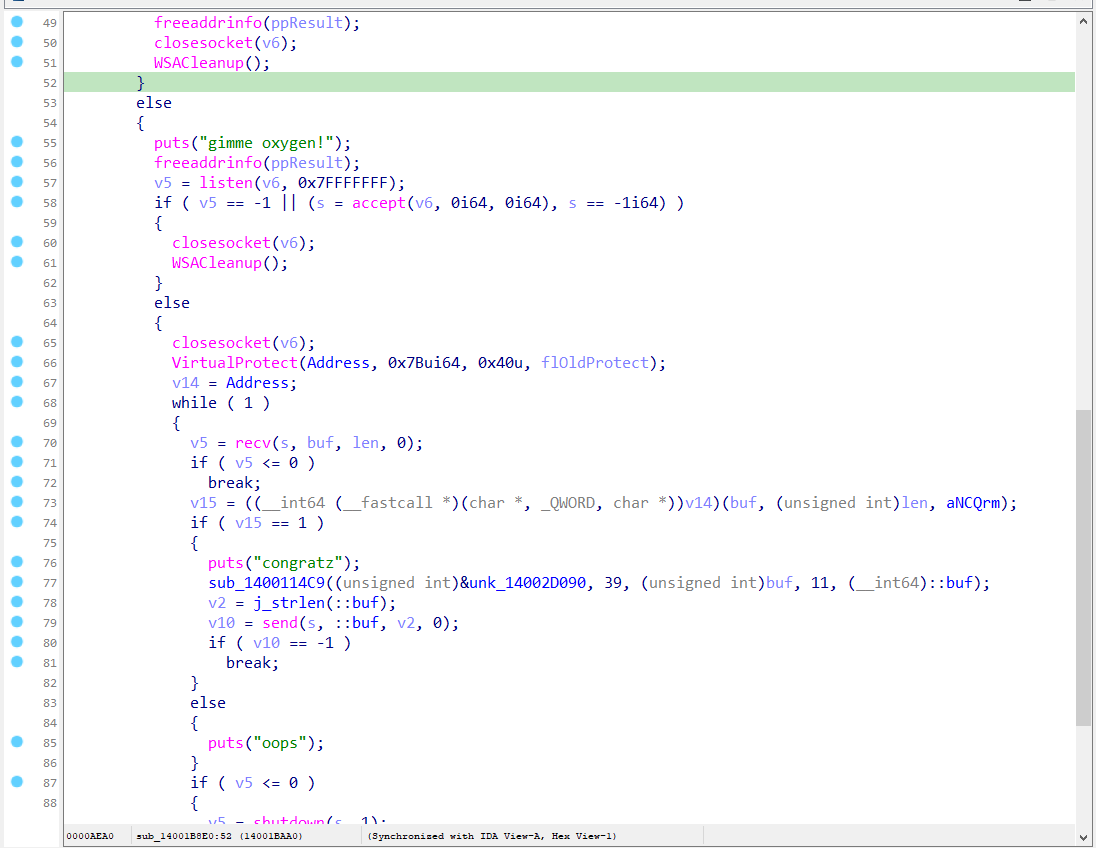 49 freeaddrinfo(ppResult);
50 closesocket(v6);
51 WSACleanup();
52 }
53 else
54 {
55 puts("gimme oxygen!");
56 freeaddrinfo(ppResult);
57 v5 = listen(v6, 0x7FFFFFFF);
58 if ( v5 == -1 || (s = accept(v6, 0i64, 0i64), s == -1i64) )
59 {
60 closesocket(v6);
61 WSACleanup();
62 }
63 else
64 {
65 closesocket(v6);
66 VirtualProtect(Address, 0x7Bui64, 0x40u, flOldProtect);
67 v14 = Address;
68 while ( 1 )
69 {
70 v5 = recv(s, buf, len, 0);
71 if ( v5 <= 0 )
72 break;
73 v15 = ((__int64 (__fastcall *)(char *, _QWORD, char *))v14)(buf, (unsigned int)len, aNCQrm);
74 if ( v15 == 1 )
75 {
76 puts("congratz");
77 sub_1400114C9((unsigned int)&unk_14002D090, 39, (unsigned int)buf, 11, (__int64)::buf);
78 v2 = j_strlen(::buf);
79 v10 = send(s, ::buf, v2, 0);
80 if ( v10 == -1 )
81 break;
82 }
83 else
84 {
85 puts("oops");
86 }
87 if ( v5 <= 0 )
88 {
v5 = shutdown(s, 1);
0000AEA0 sub_14001B8E0:52 (14001BAA0) (Synchronized with IDA View-A, Hex View-1)